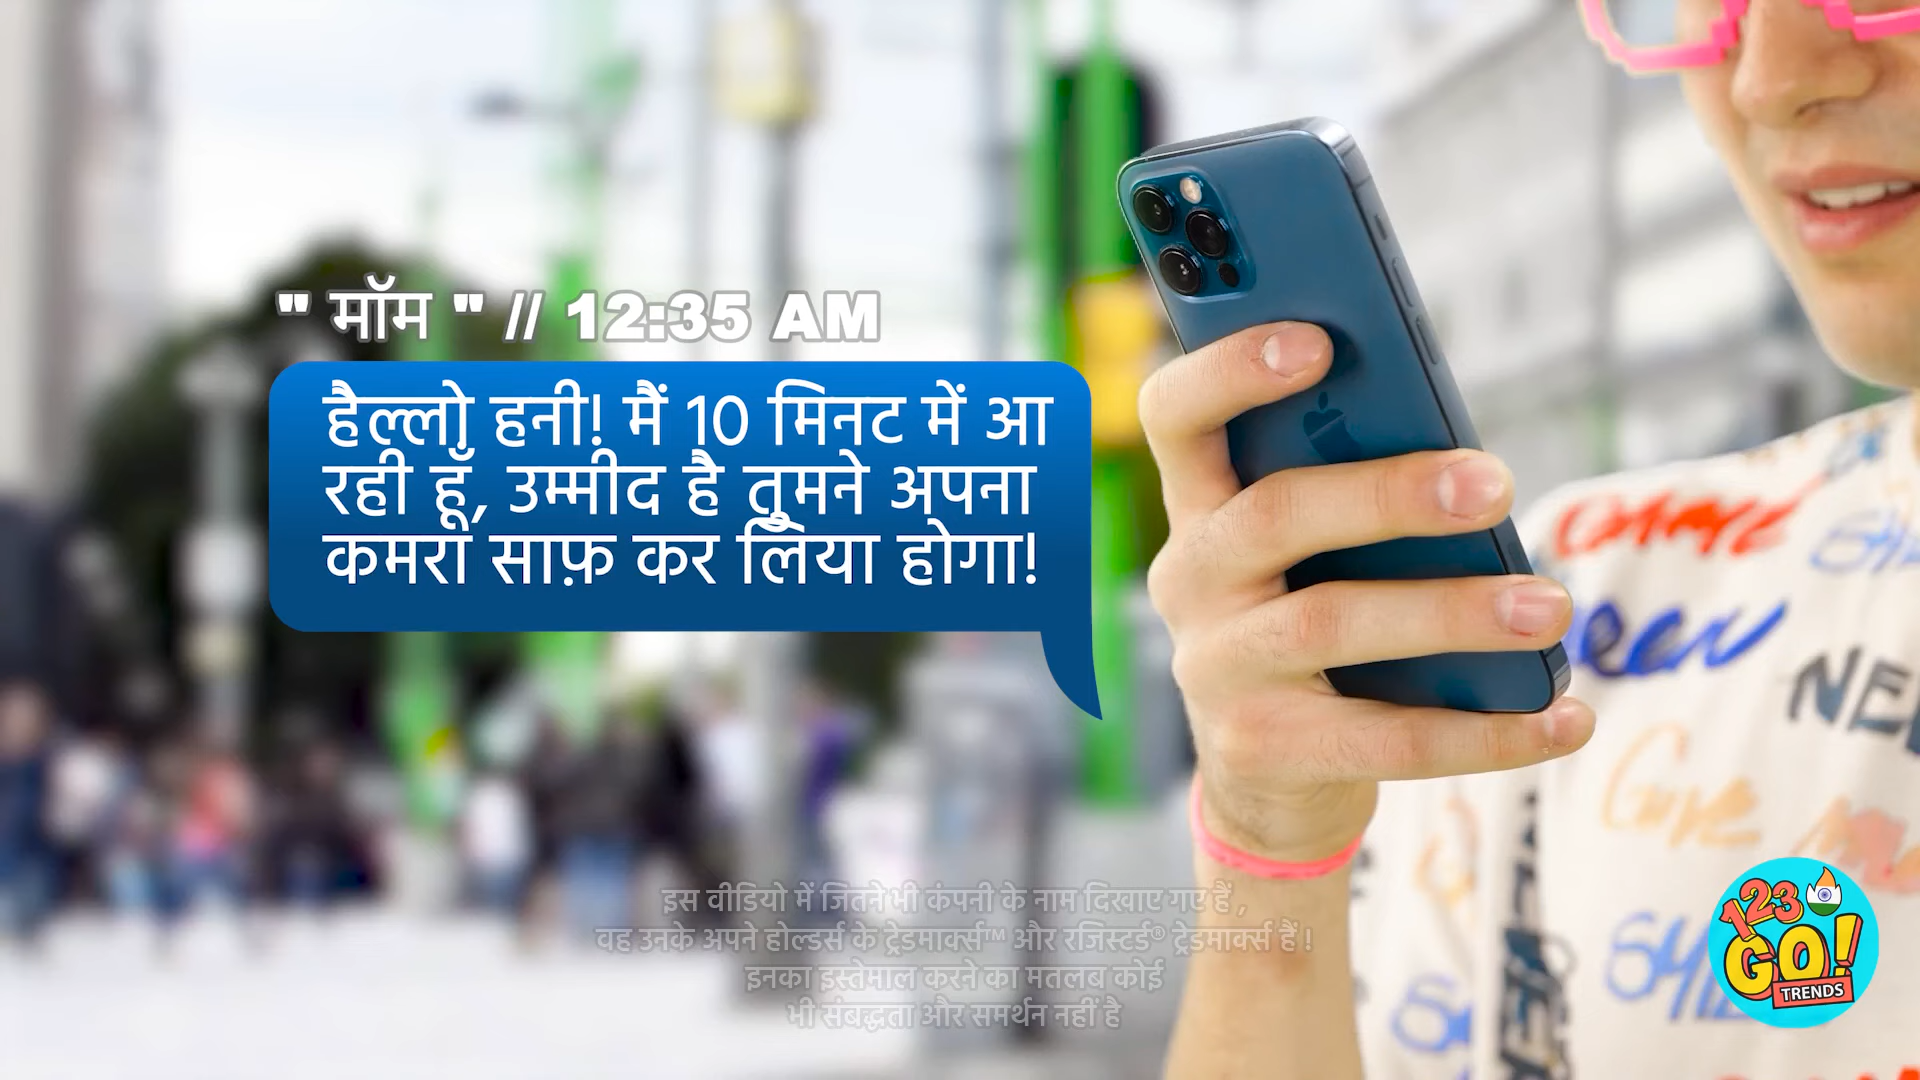 " मॉम " // 12:35 AM
हैल्लो हनी! मैं 10 मिनट में आ
रही हूँ, उम्मीद है तुमने अपना
कमरा साफ़ कर लिया होगा!
इस वीडियो में जितने भी कंपनी के नाम दिखाए गए हैं ,
वह उनके अपने होल्डर्स के ट्रेडमार्क्स™ और रजिस्टर्ड® ट्रेडमार्क्स हैं !
इनका इस्तेमाल करने का मतलब कोई
भी संबद्धता और समर्थन नहीं है
123
GO!
TRENDS